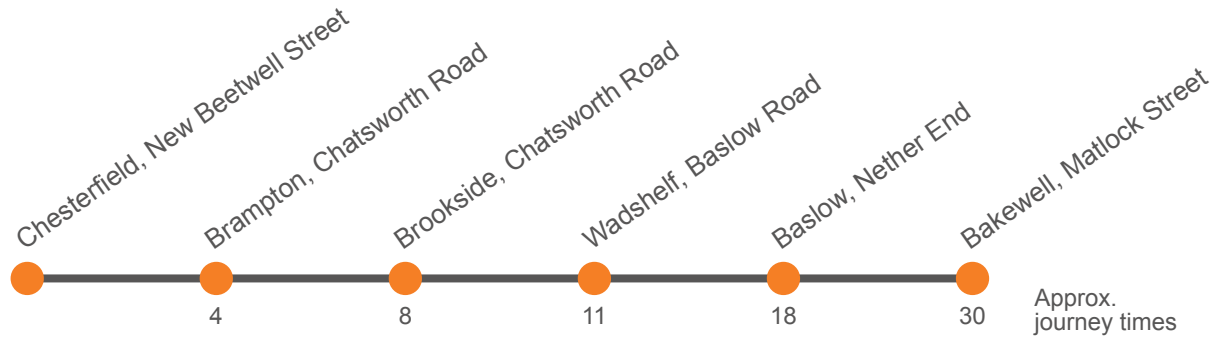 Chesterfield, New Beetwell Street
Brampton, Chatsworth Road
Brookside, Chatsworth Road
Wadshelf, Baslow Road
Baslow, Nether End
Bakewell, Matlock Street
4
8
11
18
30
Approx.
journey times